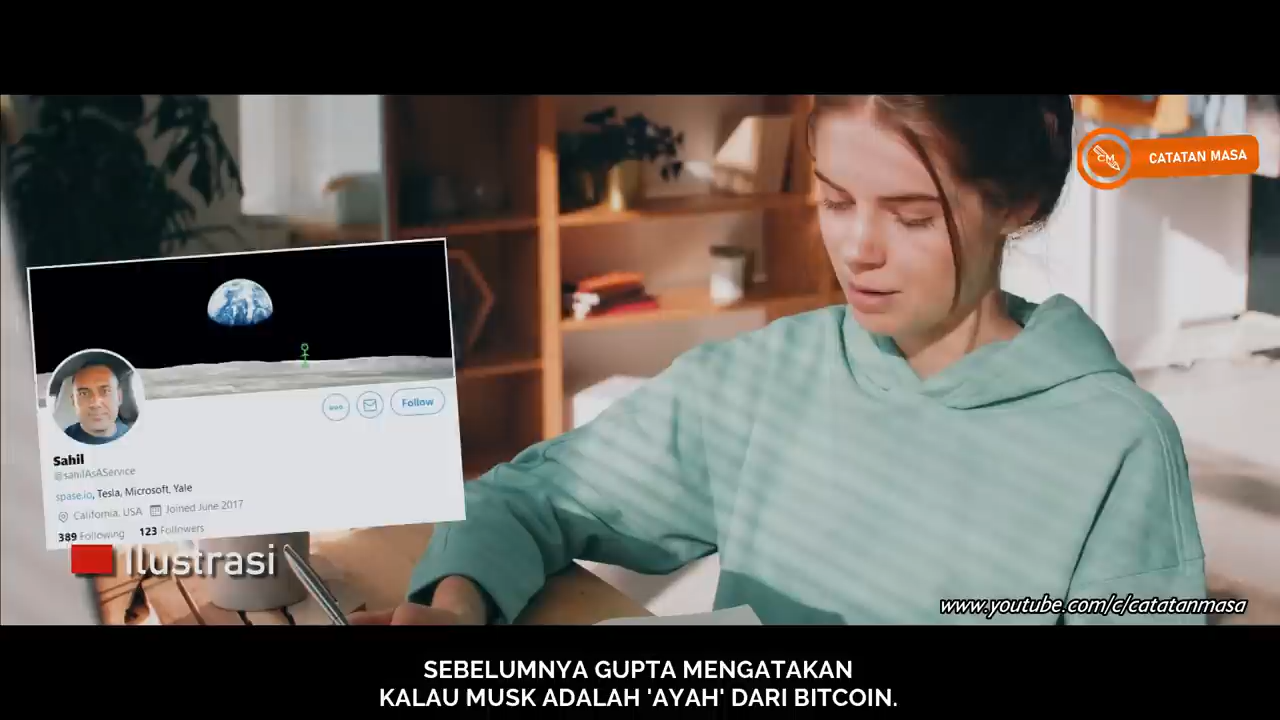 CM
CATATAN MASA
Follow
Sahil
@sahilAsAService
spase.io, Tesla, Microsoft, Yale
California, USA Joined June 2017
389 Following 123 Followers
Ilustrasi
www.youtube.com/c/catatanmasa
SEBELUMNYA GUPTA MENGATAKAN
KALAU MUSK ADALAH 'AYAH' DARI BITCOIN.